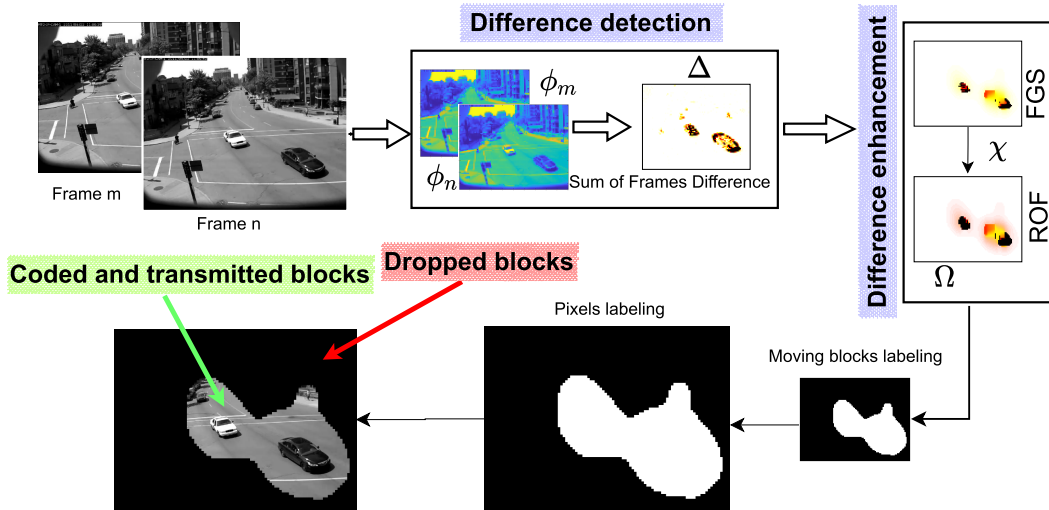 Difference detection
Frame m
Frame n
ϕm
ϕn
Δ
Sum of Frames Difference
Difference enhancement
FGS
χ
ROF
Ω
Coded and transmitted blocks
Dropped blocks
Pixels labeling
Moving blocks labeling